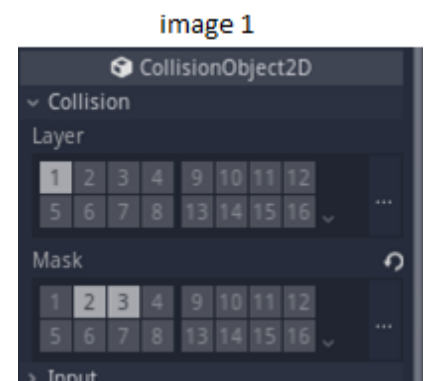 image 1
CollisionObject2D
Collision
Layer
1 2 3 4 9 10 11 12
5 6 7 8 13 14 15 16
...
Mask
1 2 3 4 9 10 11 12
5 6 7 8 13 14 15 16
...
Input